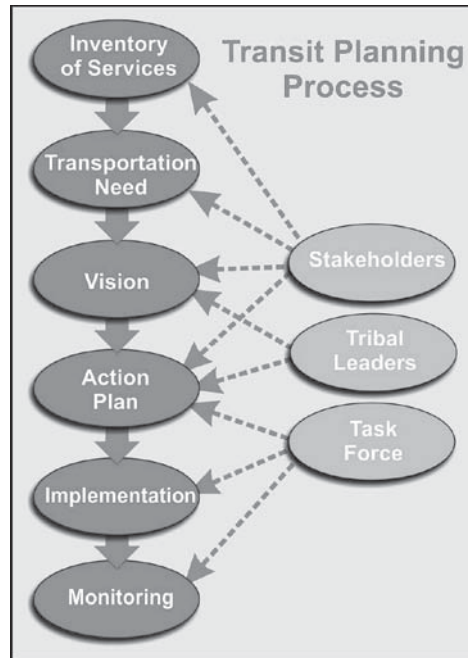 Transit Planning
Process
Inventory
of Services
Transportation
Need
Vision
Action
Plan
Implementation
Monitoring
Stakeholders
Tribal
Leaders
Task
Force